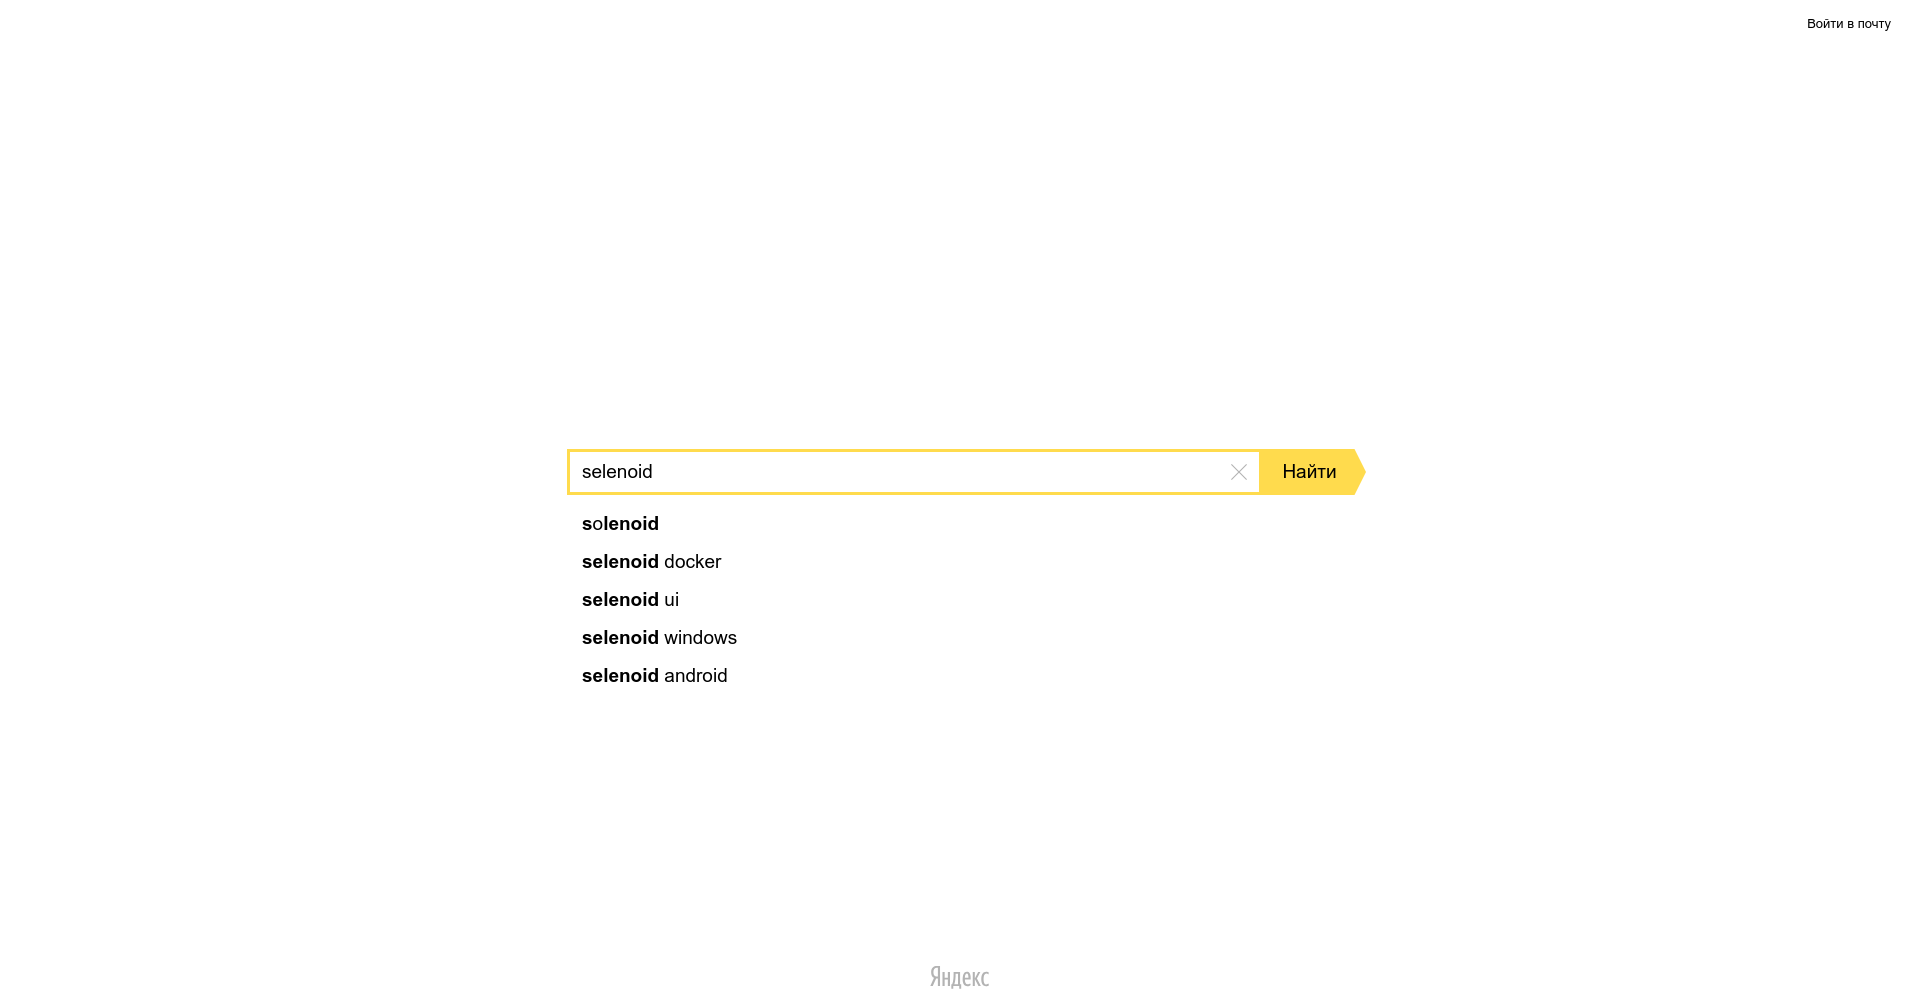 Войти в почту
selenoid
Найти
solenoid
selenoid docker
selenoid ui
selenoid windows
selenoid android
Яндекс